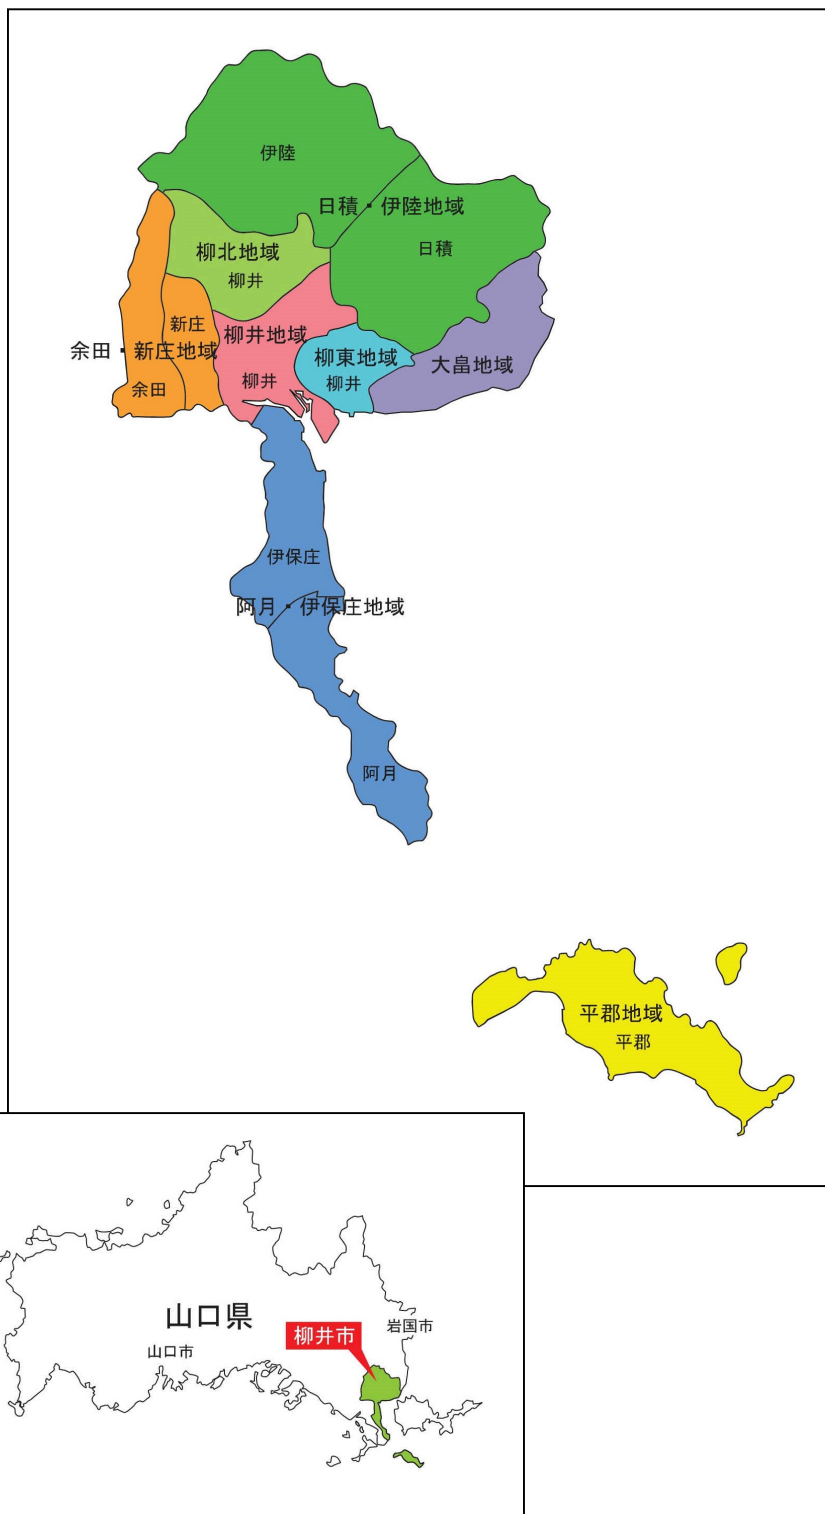 伊陸
日積・伊陸地域
日積
柳北地域
柳井
新庄
余田・新庄地域
余田
柳井地域
柳井
柳東地域
柳井
大畠地域
伊保庄
阿月・伊保庄地域
阿月
平郡地域
平郡
山口県
柳井市
岩国市
山口市